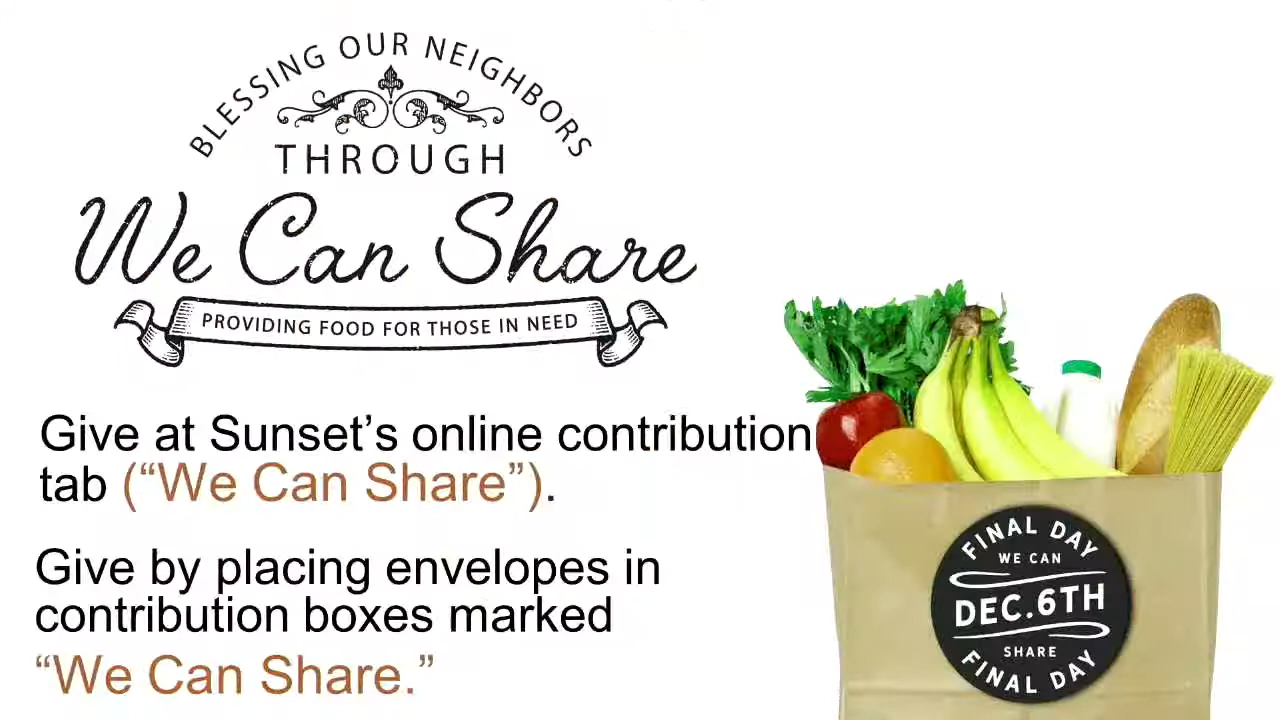 BLESSING OUR NEIGHBORS
THROUGH
We Can Share
PROVIDING FOOD FOR THOSE IN NEED
Give at Sunset’s online contribution
tab (“We Can Share”).
Give by placing envelopes in
contribution boxes marked
“We Can Share.”
FINAL DAY
WE CAN
DEC.6TH
SHARE
FINAL DAY